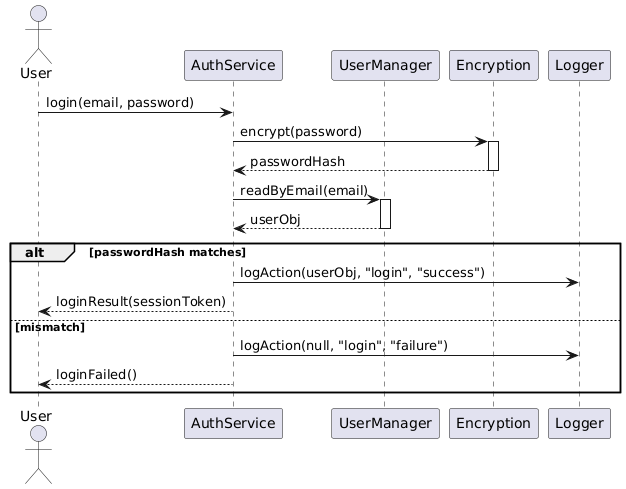 User
AuthService
UserManager
Encryption
Logger
login(email, password)
encrypt(password)
passwordHash
readByEmail(email)
userObj
alt
[passwordHash matches]
logAction(userObj, "login", "success")
loginResult(sessionToken)
[mismatch]
logAction(null, "login", "failure")
loginFailed()
User
AuthService
UserManager
Encryption
Logger